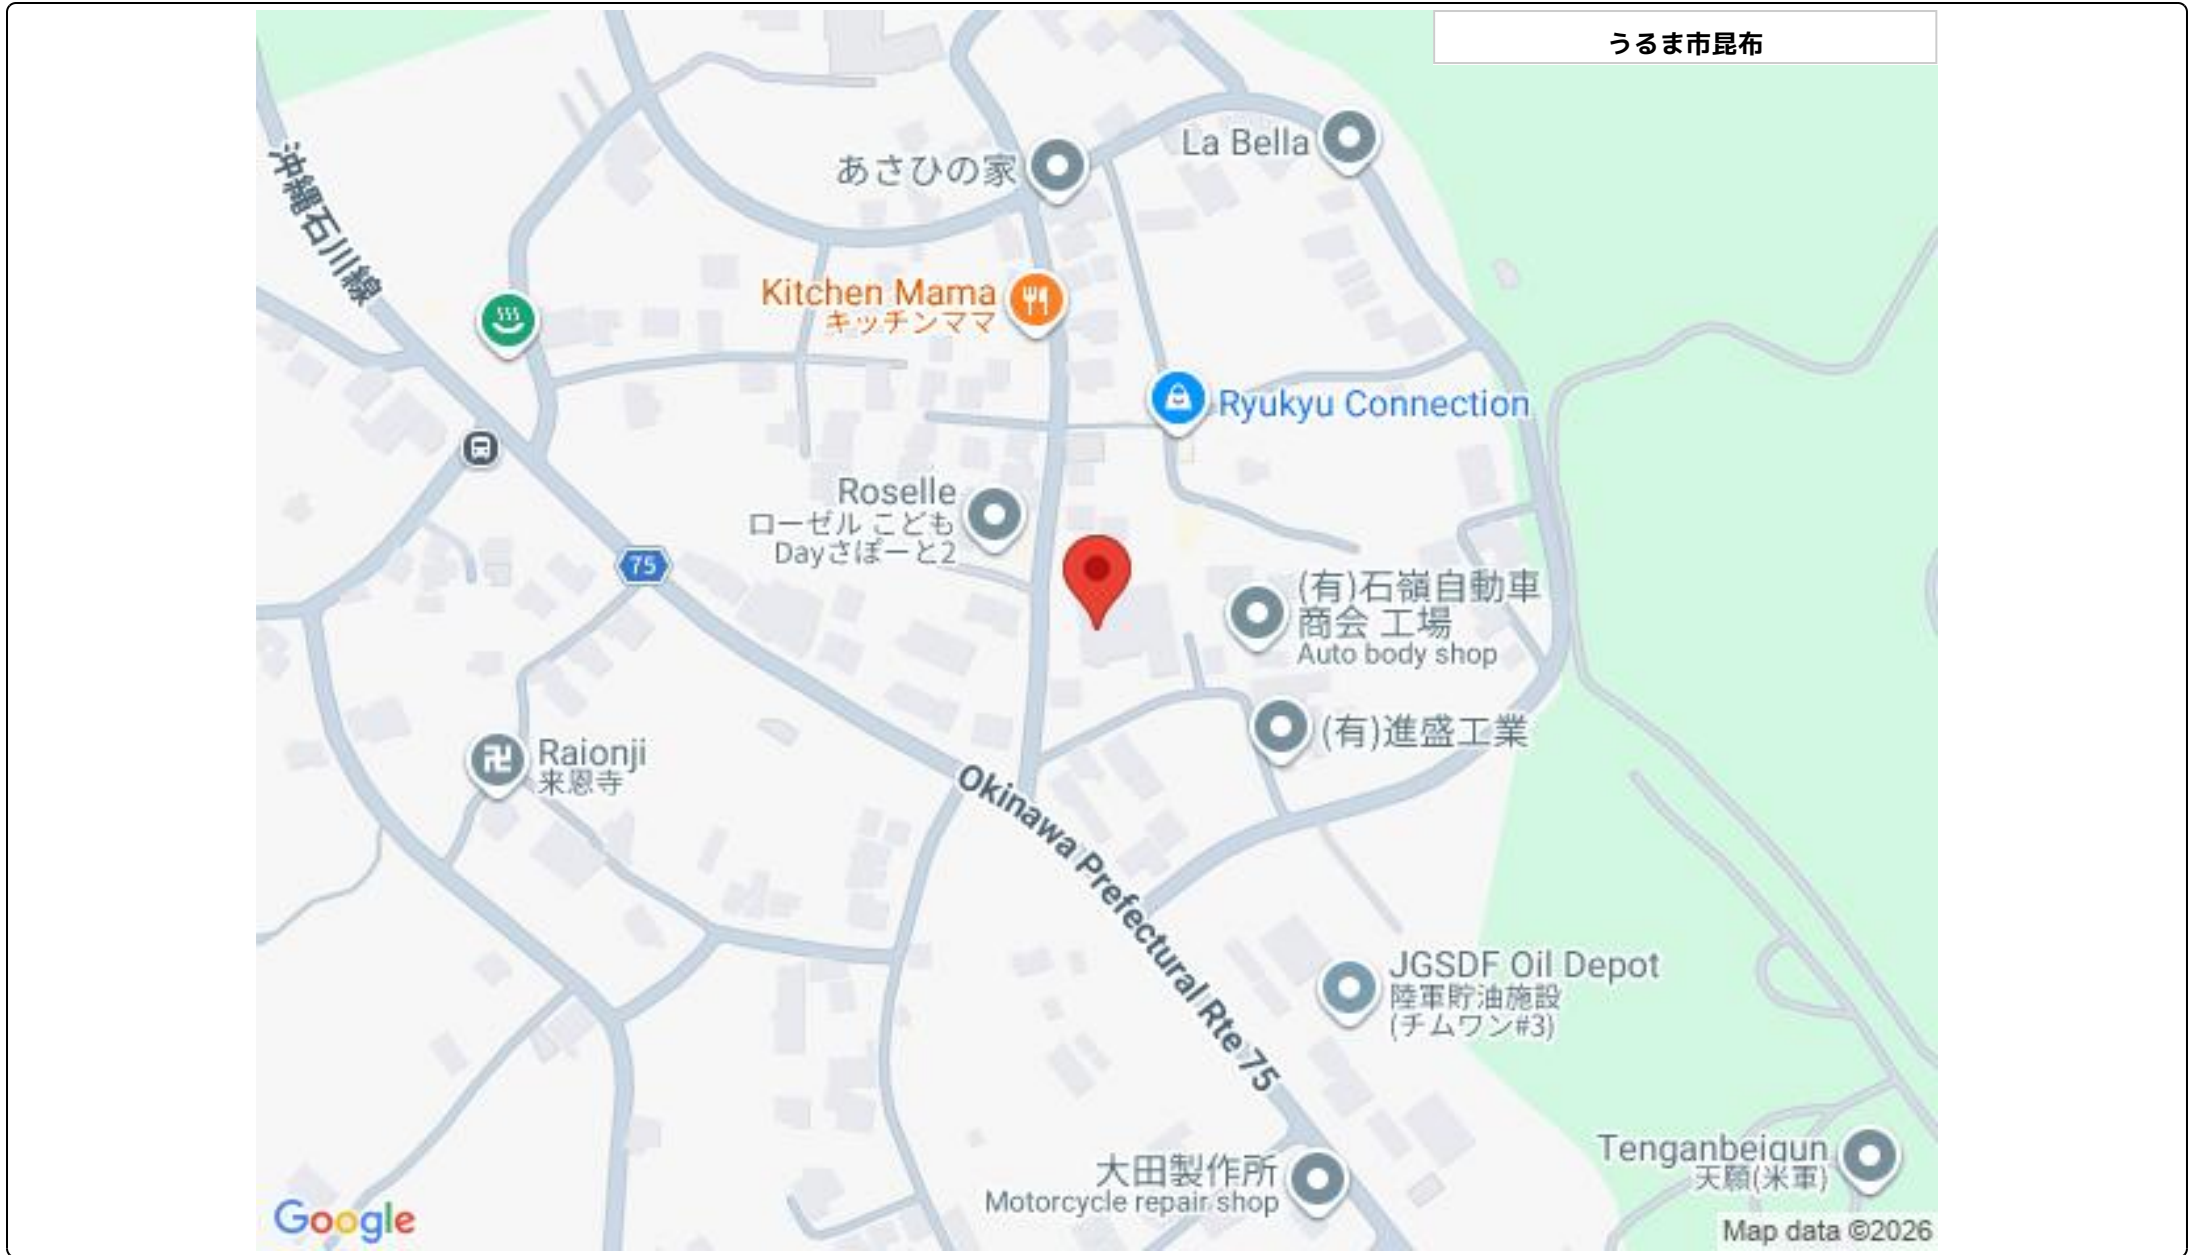 うるま市昆布
沖縄石川線
あさひの家
La Bella
Kitchen Mama
キッチンママ
Ryukyu Connection
Roselle
ローゼル こども
Dayさぽーと2
75
(有)石嶺自動車
商会 工場
Auto body shop
(有)進盛工業
Raionji
来恩寺
Okinawa Prefectural Rte 75
JGSDF Oil Depot
陸軍貯油施設
(チムワン#3)
大田製作所
Motorcycle repair shop
Tenganbeigun
天願(米軍)
Google
Map data ©2026